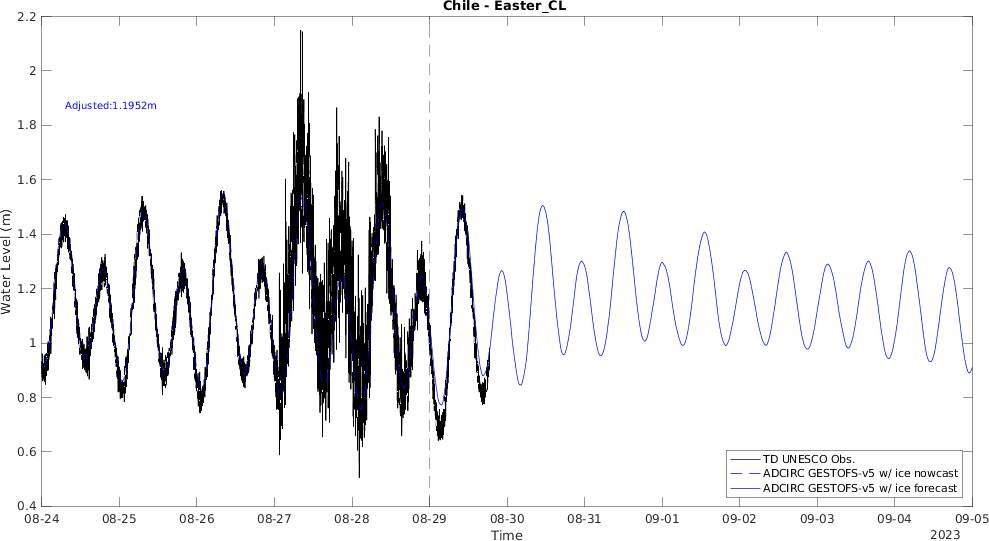 Chile - Easter_CL
2.2
2
1.8
1.6
1.4
1.2
1
0.8
0.6
0.4
Water Level (m)
Adjusted:1.1952m
TD UNESCO Obs.
ADCIRC GESTOFS-v5 w/ ice nowcast
ADCIRC GESTOFS-v5 w/ ice forecast
08-24 08-25 08-26 08-27 08-28 08-29 08-30 08-31 09-01 09-02 09-03 09-04 09-05
Time
2023